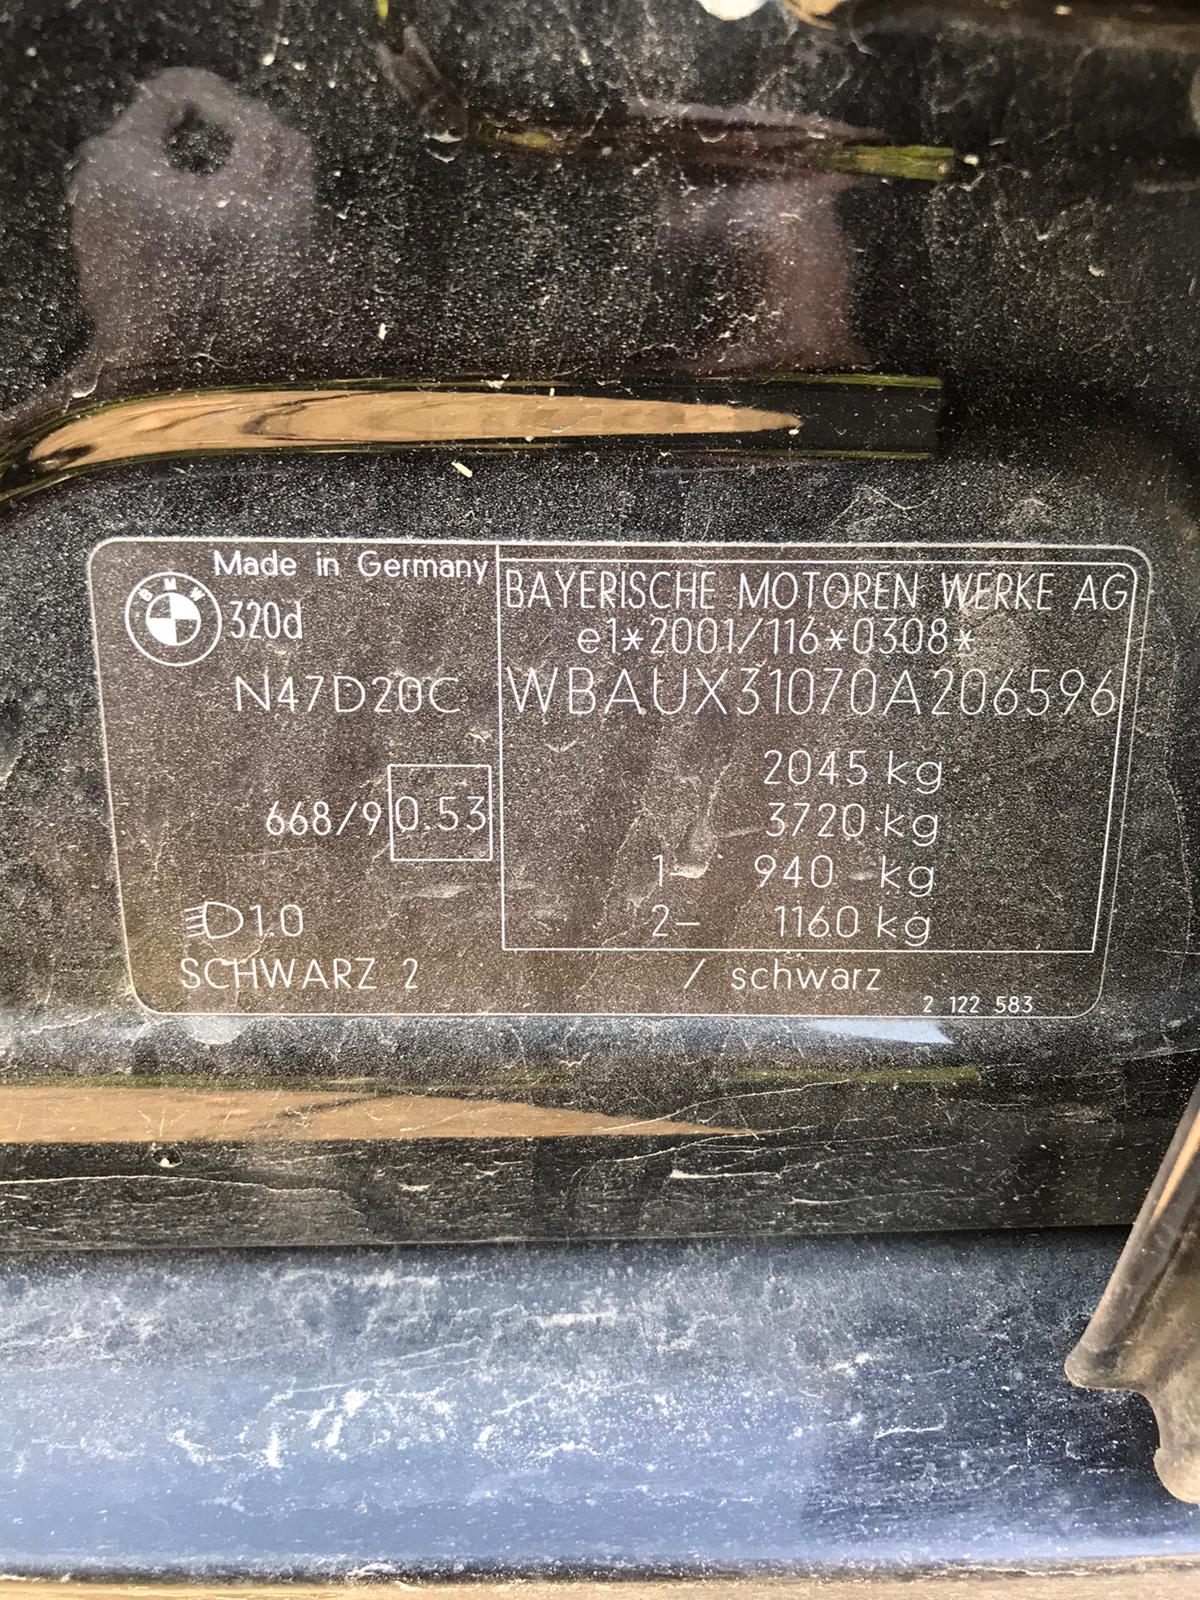 Made in Germany
BMW
320d
N47D20C
668/9 0.53
1.0
SCHWARZ 2 / schwarz
BAYERISCHE MOTOREN WERKE AG
e1*2001/116*0308*
WBAUX31070A206596
2045 kg
3720 kg
1- 940 kg
2- 1160 kg
2 122 583